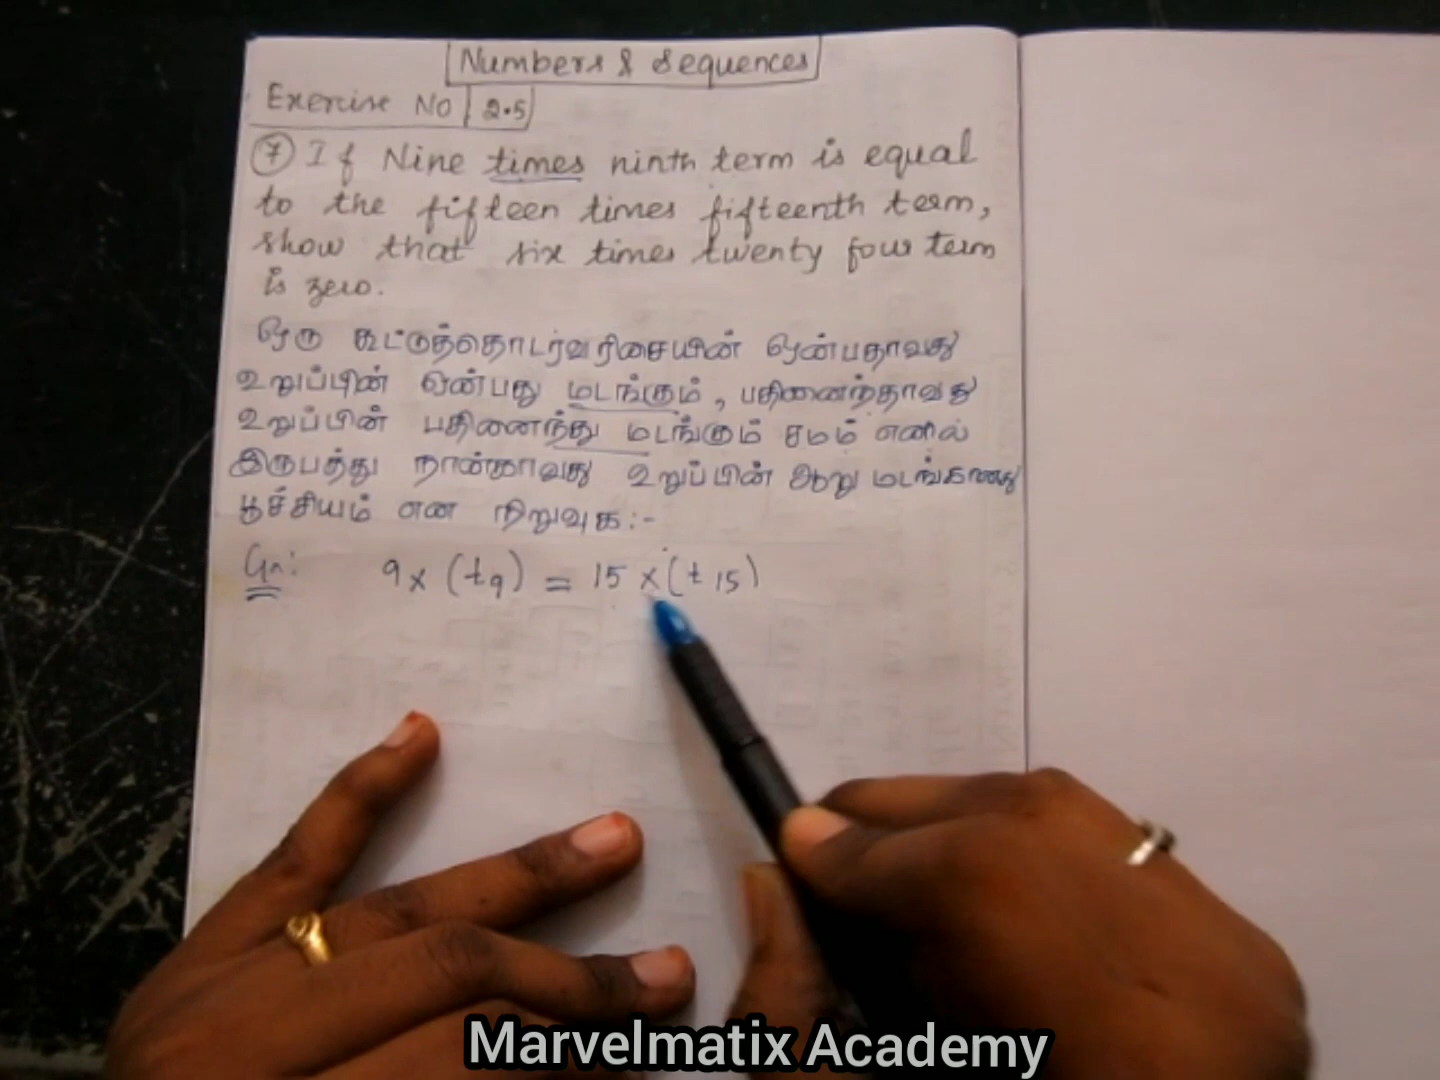 Numbers & Sequences
Exercise No 2.5
7 If Nine times ninth term is equal
to the fifteen times fifteenth term,
show that six times twenty four term
is zero.
ஒரு கூட்டுத்தொடர்வரிசையின் ஒன்பதாவது
உறுப்பின் ஒன்பது மடங்கும், பதினைந்தாவது
உறுப்பின் பதினைந்து மடங்கும் சமம் எனில்
இருபத்து நான்காவது உறுப்பின் ஆறு மடங்கானது
பூச்சியம் என நிறுவுக:-
Gn: 9 x (t9) = 15 x (t15)
Marvelmatix Academy